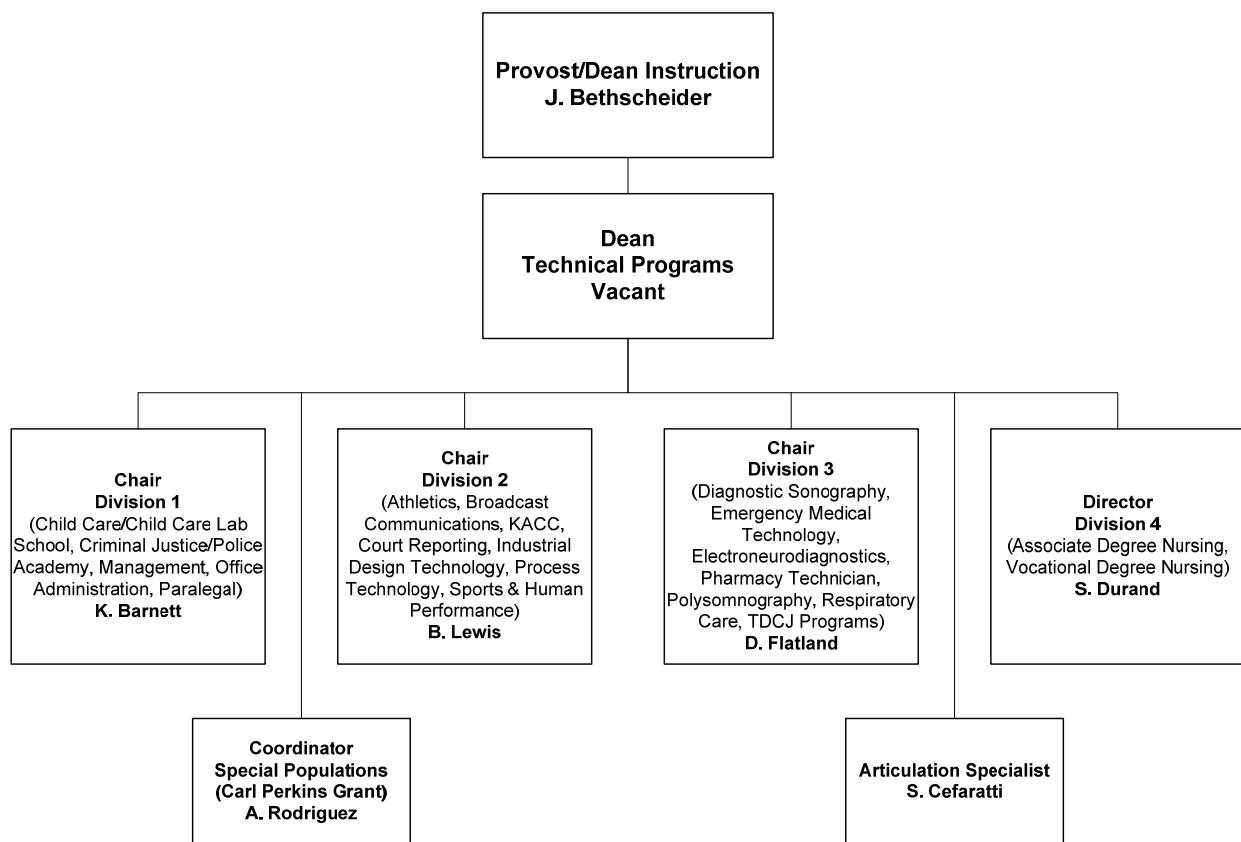 Provost/Dean Instruction
J. Bethscheider
Dean
Technical Programs
Vacant
Chair
Division 1
(Child Care/Child Care Lab
School, Criminal Justice/Police
Academy, Management, Office
Administration, Paralegal)
K. Barnett
Chair
Division 2
(Athletics, Broadcast
Communications, KACC,
Court Reporting, Industrial
Design Technology, Process
Technology, Sports & Human
Performance)
B. Lewis
Chair
Division 3
(Diagnostic Sonography,
Emergency Medical
Technology,
Electroneurodiagnostics,
Pharmacy Technician,
Polysomnography, Respiratory
Care, TDCJ Programs)
D. Flatland
Director
Division 4
(Associate Degree Nursing,
Vocational Degree Nursing)
S. Durand
Coordinator
Special Populations
(Carl Perkins Grant)
A. Rodriguez
Articulation Specialist
S. Cefaratti